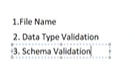 1.File Name
2. Data Type Validation
3. Schema Validation